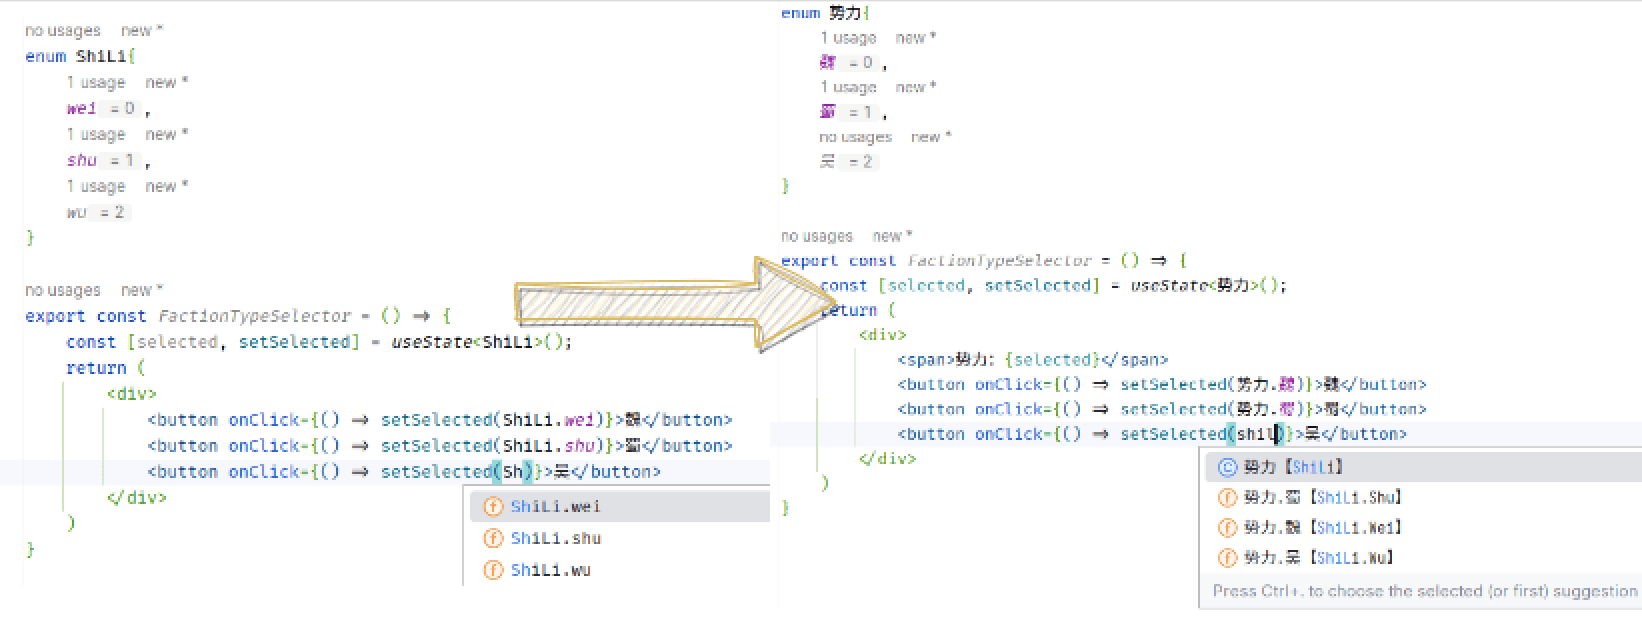 no usages new *
enum ShiLi{
1 usage new *
wei = 0 ,
1 usage new *
shu = 1 ,
1 usage new *
wu = 2
}
no usages new *
export const FactionTypeSelector = () ⇒ {
const [selected, setSelected] = useState<ShiLi>();
return (
<div>
<button onClick={() ⇒ setSelected(ShiLi.wei)}>魏</button>
<button onClick={() ⇒ setSelected(ShiLi.shu)}>蜀</button>
<button onClick={() ⇒ setSelected(Sh)}>吴</button>
ShiLi.wei
</div>
ShiLi.shu
)
ShiLi.wu
}
enum 势力{
1 usage new *
魏 = 0 ,
1 usage new *
蜀 = 1 ,
no usages new *
吴 = 2
}
no usages new *
export const FactionTypeSelector = () ⇒ {
const [selected, setSelected] = useState<势力>();
return (
<div>
<span>势力: {selected}</span>
<button onClick={() ⇒ setSelected(势力.魏)}>魏</button>
<button onClick={() ⇒ setSelected(势力.蜀)}>蜀</button>
<button onClick={() ⇒ setSelected(shil)}>吴</button>
</div>
)
}
势力【ShiLi】
势力.蜀【ShiLi.Shu】
势力.魏【ShiLi.Wei】
势力.吴【ShiLi.Wu】
Press Ctrl+. to choose the selected (or first) suggestion